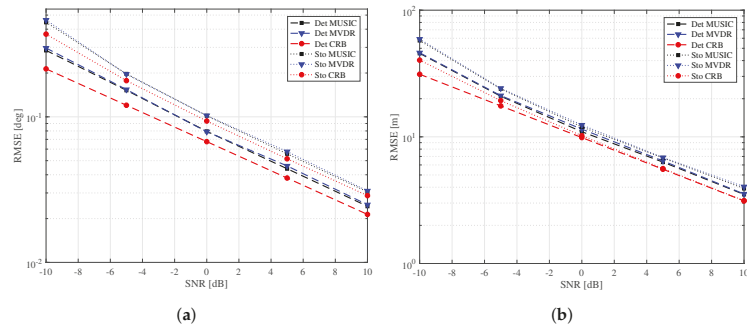 10^-1
10^-2
RMSE [deg]
-10 -8 -6 -4 -2 0 2 4 6 8 10
SNR [dB]
Det MUSIC
Det MVDR
Det CRB
Sto MUSIC
Sto MVDR
Sto CRB
(a)
10^2
10^1
10^0
RMSE [m]
-10 -8 -6 -4 -2 0 2 4 6 8 10
SNR [dB]
Det MUSIC
Det MVDR
Det CRB
Sto MUSIC
Sto MVDR
Sto CRB
(b)